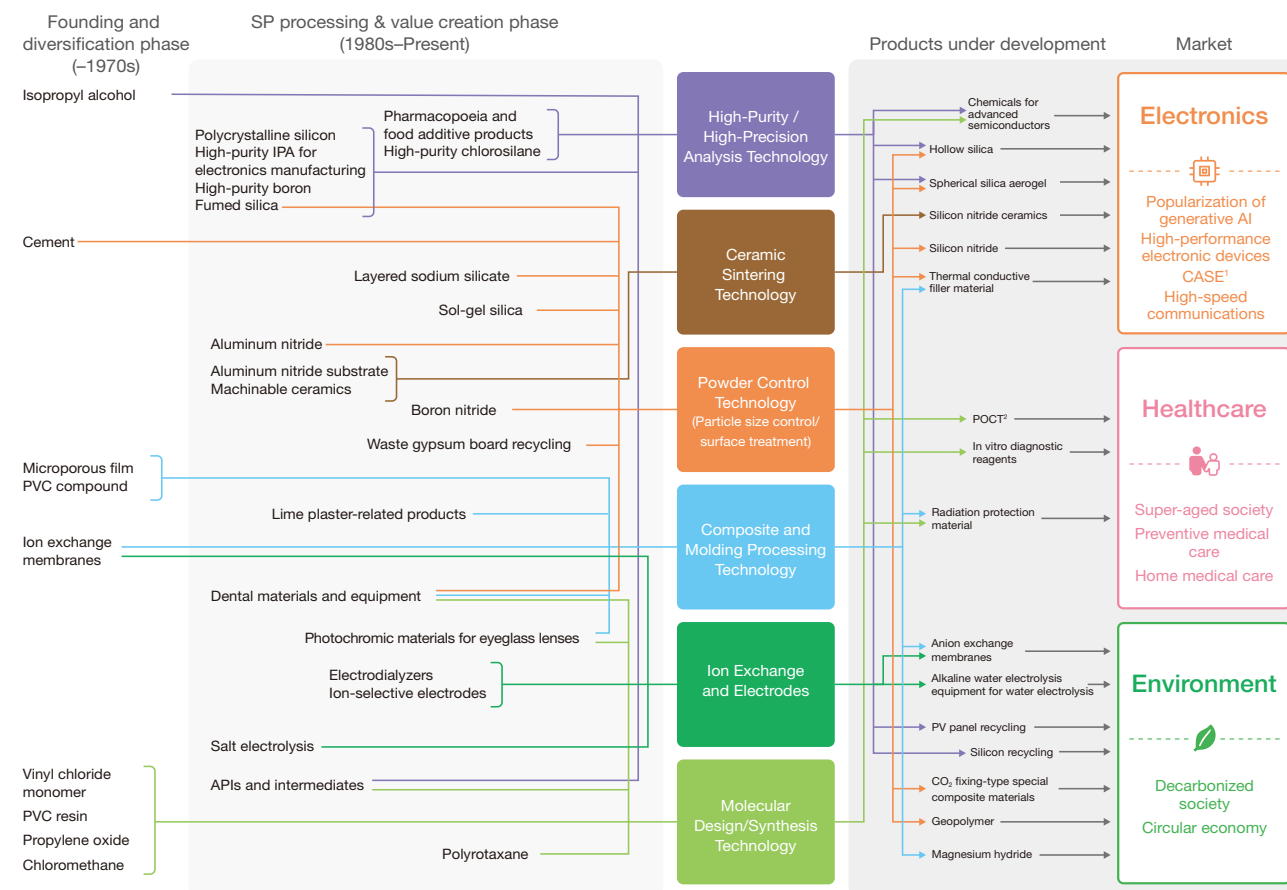 Founding and
diversification phase
(–1970s)
SP processing & value creation phase
(1980s–Present)
Products under development
Market
Isopropyl alcohol
Cement
Microporous film
PVC compound
Ion exchange
membranes
Vinyl chloride
monomer
PVC resin
Propylene oxide
Chloromethane
Polycrystalline silicon
High-purity IPA for
electronics manufacturing
High-purity boron
Fumed silica
Pharmacopoeia and
food additive products
High-purity chlorosilane
Layered sodium silicate
Sol-gel silica
Aluminum nitride
Aluminum nitride substrate
Machinable ceramics
Boron nitride
Waste gypsum board recycling
Lime plaster-related products
Dental materials and equipment
Photochromic materials for eyeglass lenses
Electrodialyzers
Ion-selective electrodes
Salt electrolysis
APIs and intermediates
Polyrotaxane
High-Purity /
High-Precision
Analysis Technology
Ceramic
Sintering
Technology
Powder Control
Technology
(Particle size control/
surface treatment)
Composite and
Molding Processing
Technology
Ion Exchange
and Electrodes
Molecular
Design/Synthesis
Technology
Chemicals for
advanced
semiconductors
Hollow silica
Spherical silica aerogel
Silicon nitride ceramics
Silicon nitride
Thermal conductive
filler material
POCT²
In vitro diagnostic
reagents
Radiation protection
material
Anion exchange
membranes
Alkaline water electrolysis
equipment for water electrolysis
PV panel recycling
Silicon recycling
CO₂ fixing-type special
composite materials
Geopolymer
Magnesium hydride
Electronics
Popularization of
generative AI
High-performance
electronic devices
CASE¹
High-speed
communications
Healthcare
Super-aged society
Preventive medical
care
Home medical care
Environment
Decarbonized
society
Circular economy